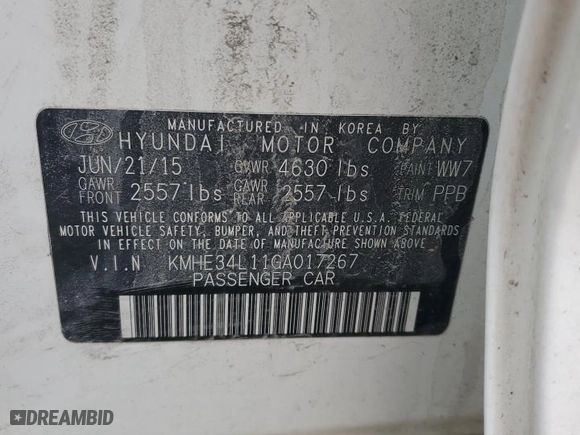 MANUFACTURED IN KOREA BY
HYUNDAI MOTOR COMPANY
JUN/21/15 GVWR 4630 lbs PAINT WW7
GAWR FRONT 2557 lbs GAWR REAR 2557 lbs TRIM PPB
THIS VEHICLE CONFORMS TO ALL APPLICABLE U.S.A. FEDERAL
MOTOR VEHICLE SAFETY, BUMPER, AND THEFT PREVENTION STANDARDS
IN EFFECT ON THE DATE OF MANUFACTURE SHOWN ABOVE.
V.I.N KMHE34L11GA017267
PASSENGER CAR
DREAMBID